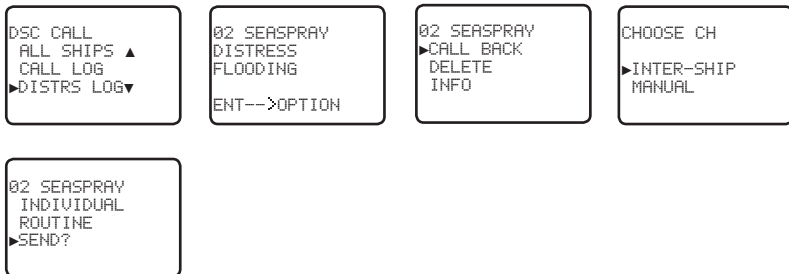 DSC CALL
ALL SHIPS ▲
CALL LOG
►DISTRS LOG▼
02 SEASPRAY
DISTRESS
FLOODING
ENT-->OPTION
02 SEASPRAY
►CALL BACK
DELETE
INFO
CHOOSE CH
►INTER-SHIP
MANUAL
02 SEASPRAY
INDIVIDUAL
ROUTINE
►SEND?